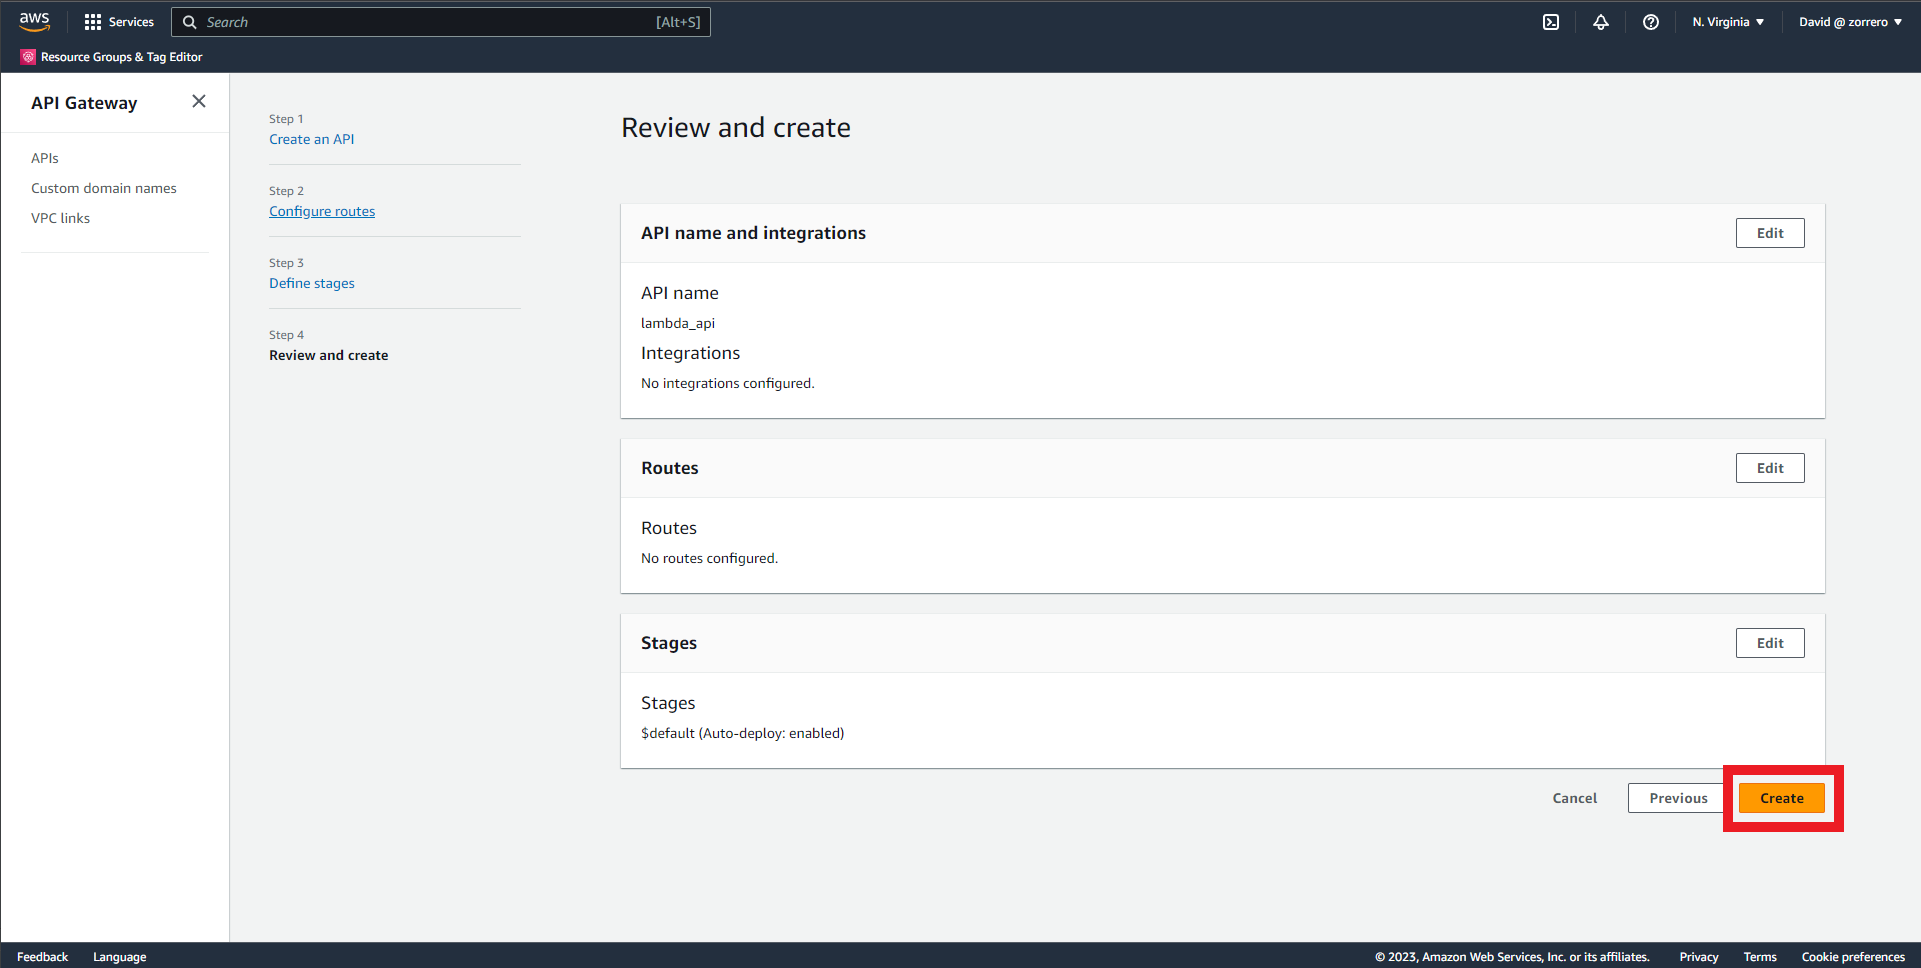 aws
Services
Search
[Alt+S]
N. Virginia
David @ zorrero
Resource Groups & Tag Editor
API Gateway
APIs
Custom domain names
VPC links
Step 1
Create an API
Step 2
Configure routes
Step 3
Define stages
Step 4
Review and create
Review and create
API name and integrations
Edit
API name
lambda_api
Integrations
No integrations configured.
Routes
Edit
Routes
No routes configured.
Stages
Edit
Stages
$default (Auto-deploy: enabled)
Cancel
Previous
Create
Feedback
Language
© 2023, Amazon Web Services, Inc. or its affiliates.
Privacy
Terms
Cookie preferences